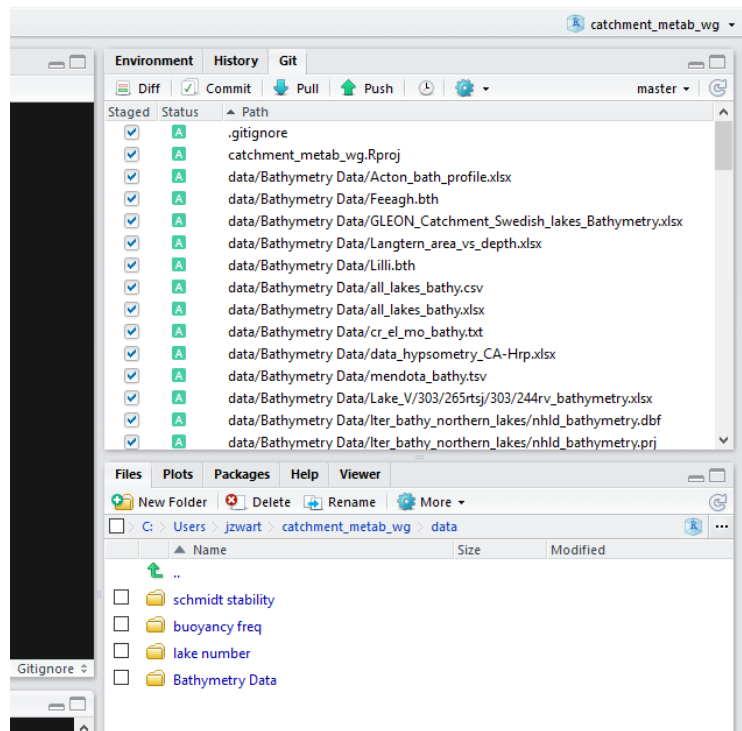 catchment_metab_wg
Environment History Git
Diff Commit Pull Push master
Staged Status Path
A .gitignore
A catchment_metab_wg.Rproj
A data/Bathymetry Data/Acton_bath_profile.xlsx
A data/Bathymetry Data/Feeagh.bth
A data/Bathymetry Data/GLEON_Catchment_Swedish_lakes_Bathymetry.xlsx
A data/Bathymetry Data/Langtern_area_vs_depth.xlsx
A data/Bathymetry Data/Lilli.bth
A data/Bathymetry Data/all_lakes_bathy.csv
A data/Bathymetry Data/all_lakes_bathy.xlsx
A data/Bathymetry Data/cr_el_mo_bathy.txt
A data/Bathymetry Data/data_hypsometry_CA-Hrp.xlsx
A data/Bathymetry Data/mendota_bathy.tsv
A data/Bathymetry Data/Lake_V/303/265rtsj/303/244rv_bathymetry.xlsx
A data/Bathymetry Data/lter_bathy_northern_lakes/nhld_bathymetry.dbf
A data/Bathymetry Data/lter_bathy_northern_lakes/nhld_bathymetry.prj
Files Plots Packages Help Viewer
New Folder Delete Rename More
C: Users jzwart catchment_metab_wg data R ...
Name Size Modified
..
schmidt stability
buoyancy freq
lake number
Bathymetry Data
Gitignore